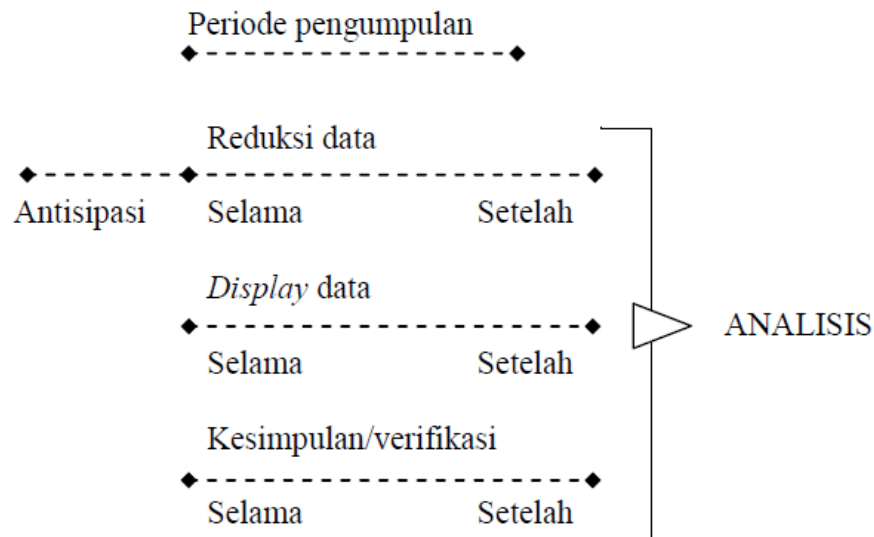 Periode pengumpulan
Reduksi data
Antisipasi Selama Setelah
Display data
ANALISIS
Selama Setelah
Kesimpulan/verifikasi
Selama Setelah